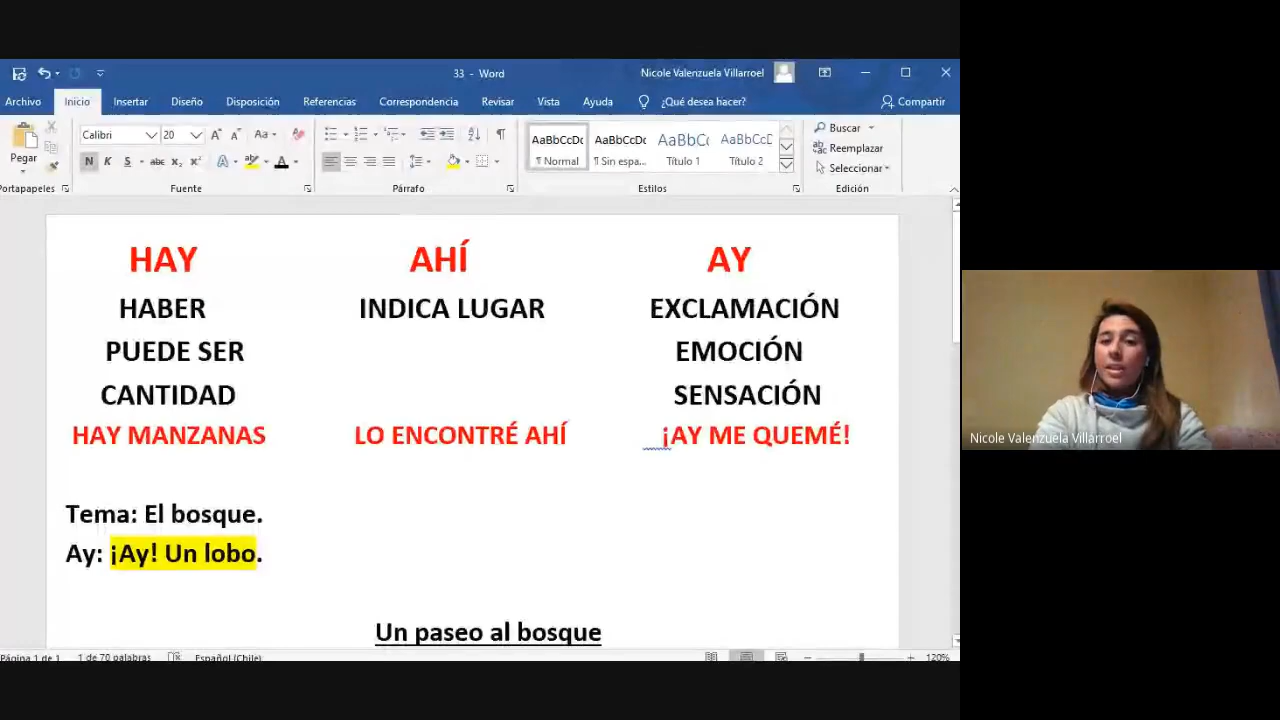 33 - Word
Nicole Valenzuela Villarroel
Archivo Inicio Insertar Diseño Disposición Referencias Correspondencia Revisar Vista Ayuda ¿Qué desea hacer? Compartir
Pegar
Calibri 20
AaBbCcDc AaBbCcDc AaBbC( AaBbCcD
¶ Normal ¶ Sin espa... Título 1 Título 2
Buscar
Reemplazar
Seleccionar
Portapapeles Fuente Párrafo Estilos Edición
HAY AHÍ AY
HABER INDICA LUGAR EXCLAMACIÓN
PUEDE SER EMOCIÓN
CANTIDAD SENSACIÓN
HAY MANZANAS LO ENCONTRÉ AHÍ ¡AY ME QUEMÉ!
Tema: El bosque.
Ay: ¡Ay! Un lobo.
Un paseo al bosque
Página 1 de 1 1 de 70 palabras Español (Chile) 120%
Nicole Valenzuela Villarroel